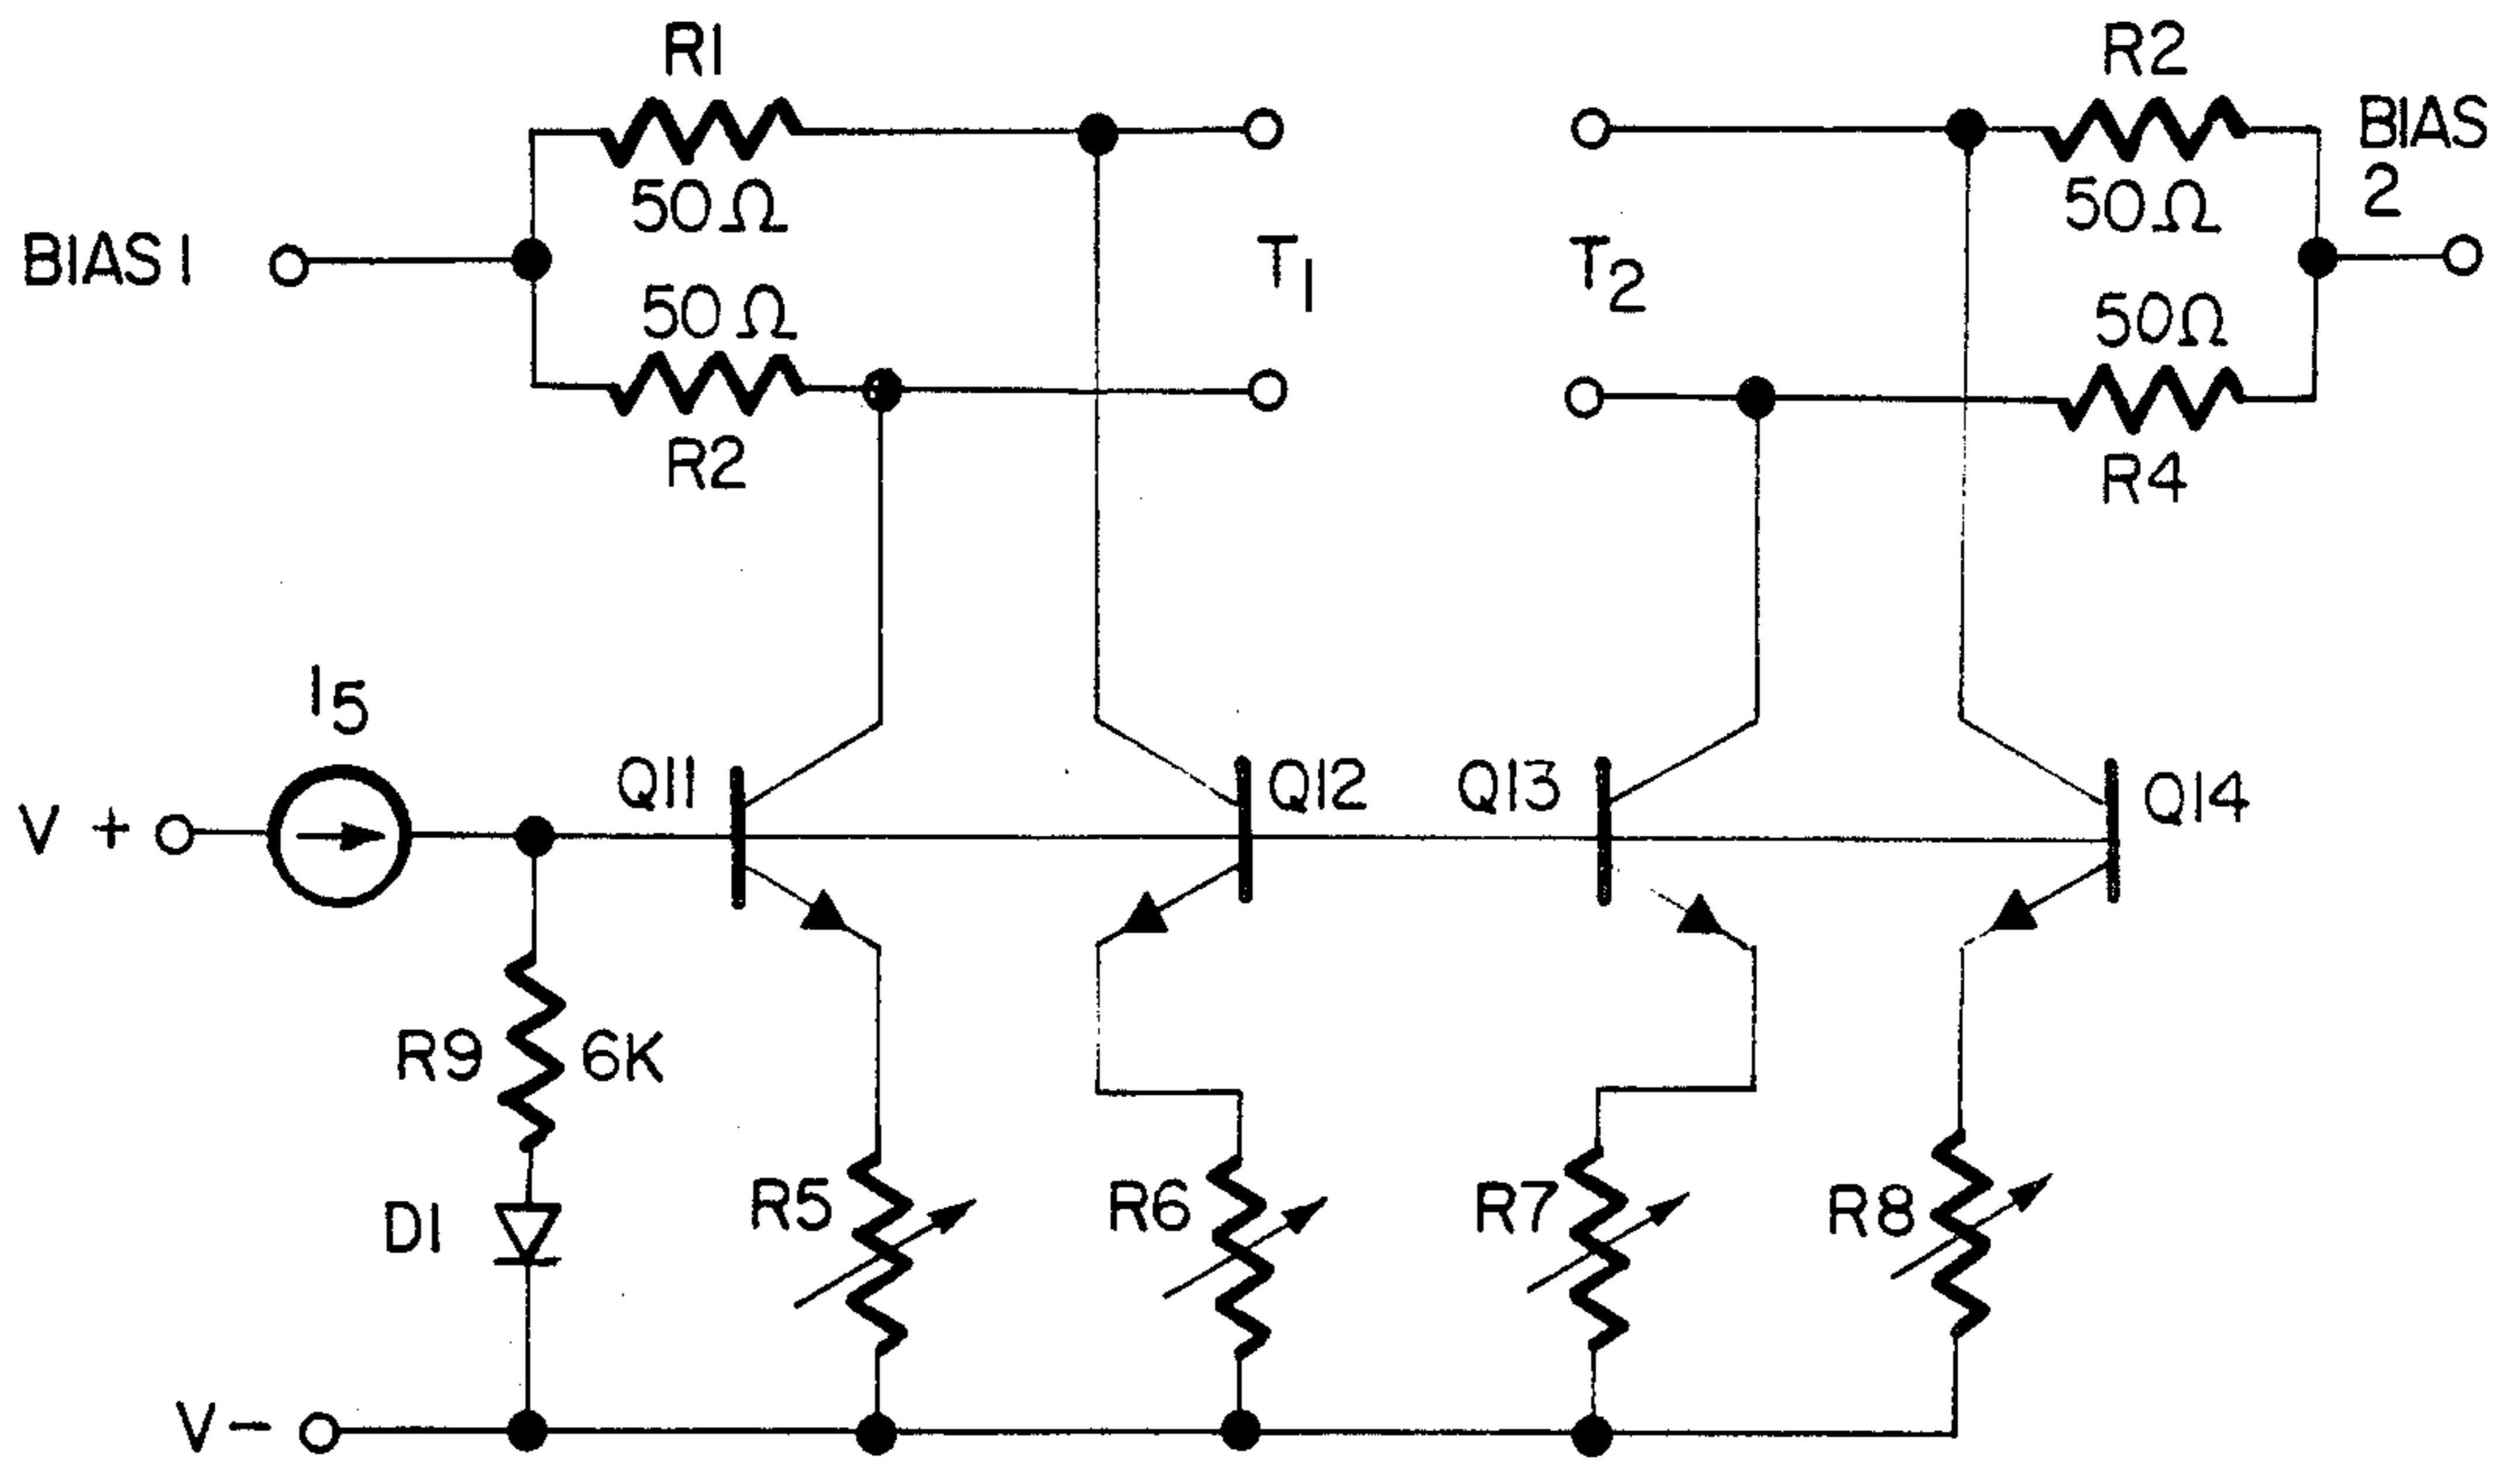 R1
50Ω
R2
50Ω
BIAS
2
BIAS 1
T1
T2
50Ω
R2
50Ω
R4
I5
V +
Q11
Q12
Q13
Q14
R9
6K
D1
R5
R6
R7
R8
V-